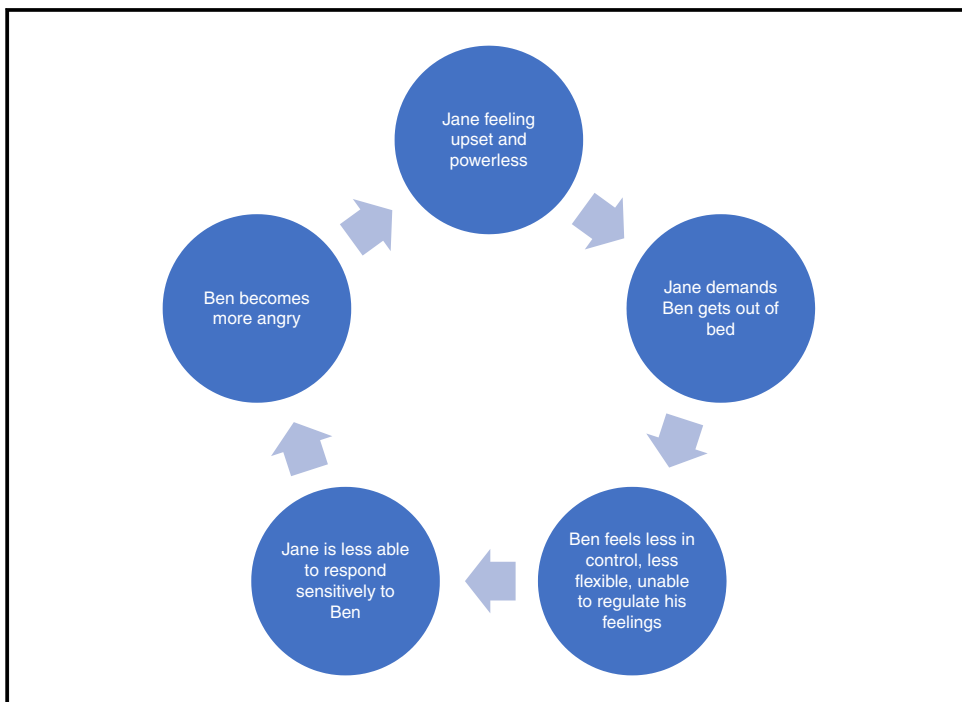 Jane feeling
upset and
powerless
Jane demands
Ben gets out of
bed
Ben feels less in
control, less
flexible, unable
to regulate his
feelings
Jane is less able
to respond
sensitively to
Ben
Ben becomes
more angry